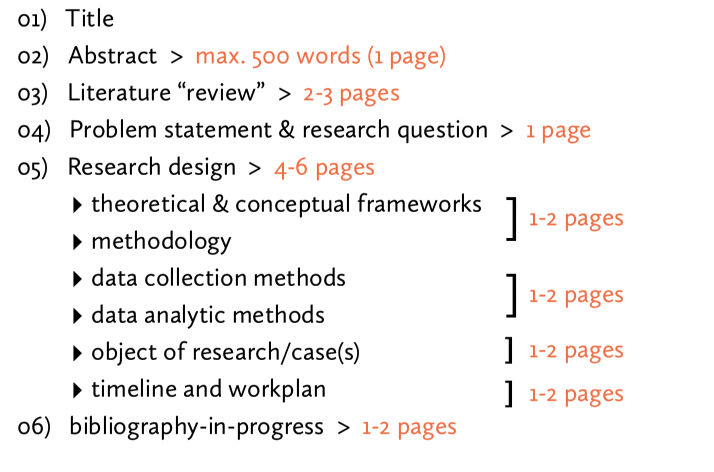 01) Title
02) Abstract > max. 500 words (1 page)
03) Literature “review” > 2-3 pages
04) Problem statement & research question > 1 page
05) Research design > 4-6 pages
theoretical & conceptual frameworks
] 1-2 pages
methodology
data collection methods
] 1-2 pages
data analytic methods
object of research/case(s) ] 1-2 pages
timeline and workplan ] 1-2 pages
06) bibliography-in-progress > 1-2 pages